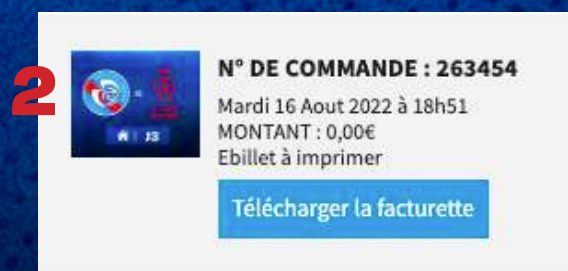 2
N° DE COMMANDE : 263454
Mardi 16 Aout 2022 à 18h51
MONTANT : 0,00€
Ebillet à imprimer
Télécharger la facturette